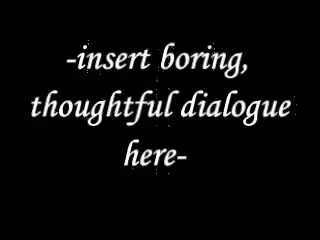 -insert boring,
thoughtful dialogue
here-